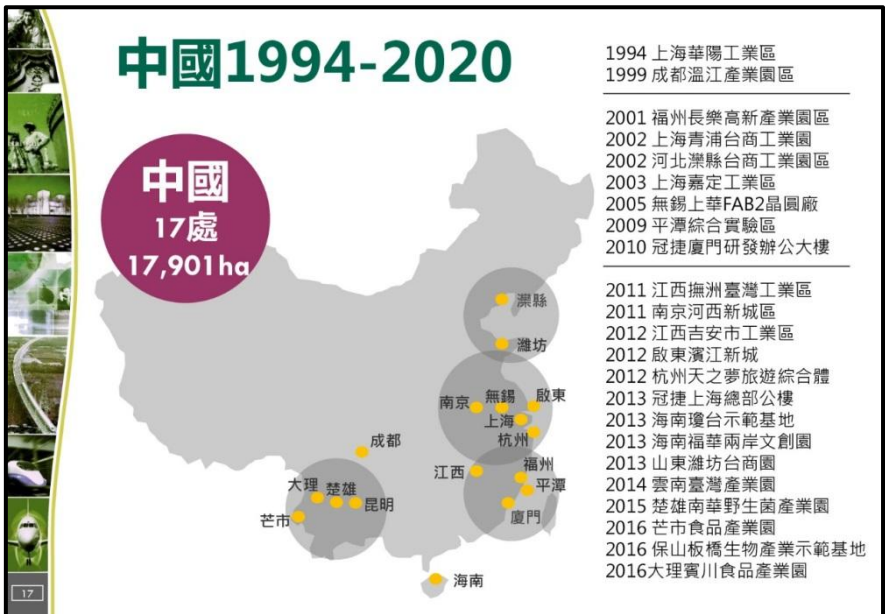 中國1994-2020
中國
17處
17,901ha
1994 上海華陽工業區
1999 成都溫江產業園區
2001 福州長樂高新產業園區
2002 上海青浦台商工業園
2002 河北灤縣台商工業園區
2003 上海嘉定工業區
2005 無錫上華FAB2晶圓廠
2009 平潭綜合實驗區
2010 冠捷廈門研發辦公大樓
2011 江西撫洲臺灣工業區
2011 南京河西新城區
2012 江西吉安市工業區
2012 啟東濱江新城
2012 杭州天之夢旅遊綜合體
2013 冠捷上海總部公樓
2013 海南瓊台示範基地
2013 海南福華兩岸文創園
2013 山東濰坊台商園
2014 雲南臺灣產業園
2015 楚雄南華野生菌產業園
2016 芒市食品產業園
2016 保山板橋生物產業示範基地
2016大理賓川食品產業園
灤縣
濰坊
南京
無錫
啟東
上海
杭州
成都
江西
福州
平潭
廈門
大理
楚雄
昆明
芒市
海南
17